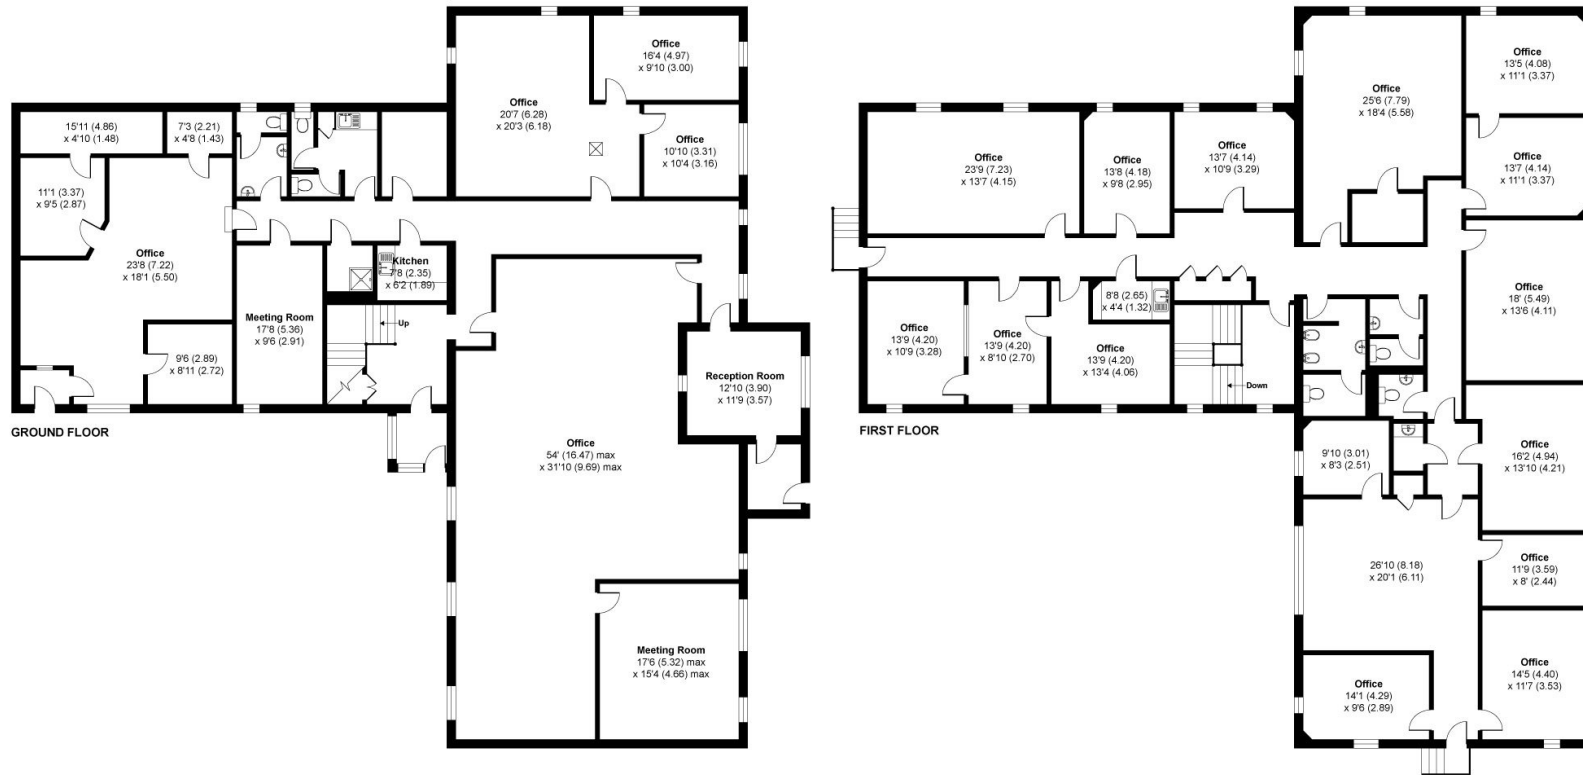 Office
16'4 (4.97)
x 9'10 (3.00)
Office
20'7 (6.28)
x 20'3 (6.18)
Office
10'10 (3.31)
x 10'4 (3.16)
15'11 (4.86)
x 4'10 (1.48)
7'3 (2.21)
x 4'8 (1.43)
11'1 (3.37)
x 9'5 (2.87)
Office
23'8 (7.22)
x 18'1 (5.50)
Kitchen
7'8 (2.35)
x 6'2 (1.89)
Meeting Room
17'8 (5.36)
x 9'6 (2.91)
Up
9'6 (2.89)
x 8'11 (2.72)
Reception Room
12'10 (3.90)
x 11'9 (3.57)
GROUND FLOOR
Office
54' (16.47) max
x 31'10 (9.69) max
Meeting Room
17'6 (5.32) max
x 15'4 (4.66) max
Office
13'5 (4.08)
x 11'1 (3.37)
Office
25'6 (7.79)
x 18'4 (5.58)
Office
23'9 (7.23)
x 13'7 (4.15)
Office
13'8 (4.18)
x 9'8 (2.95)
Office
13'7 (4.14)
x 10'9 (3.29)
Office
13'7 (4.14)
x 11'1 (3.37)
Office
18' (5.49)
x 13'6 (4.11)
8'8 (2.65)
x 4'4 (1.32)
Office
13'9 (4.20)
x 10'9 (3.28)
Office
13'9 (4.20)
x 8'10 (2.70)
Office
13'9 (4.20)
x 13'4 (4.06)
Down
FIRST FLOOR
Office
16'2 (4.94)
x 13'10 (4.21)
9'10 (3.01)
x 8'3 (2.51)
26'10 (8.18)
x 20'1 (6.11)
Office
11'9 (3.59)
x 8' (2.44)
Office
14'5 (4.40)
x 11'7 (3.53)
Office
14'1 (4.29)
x 9'6 (2.89)